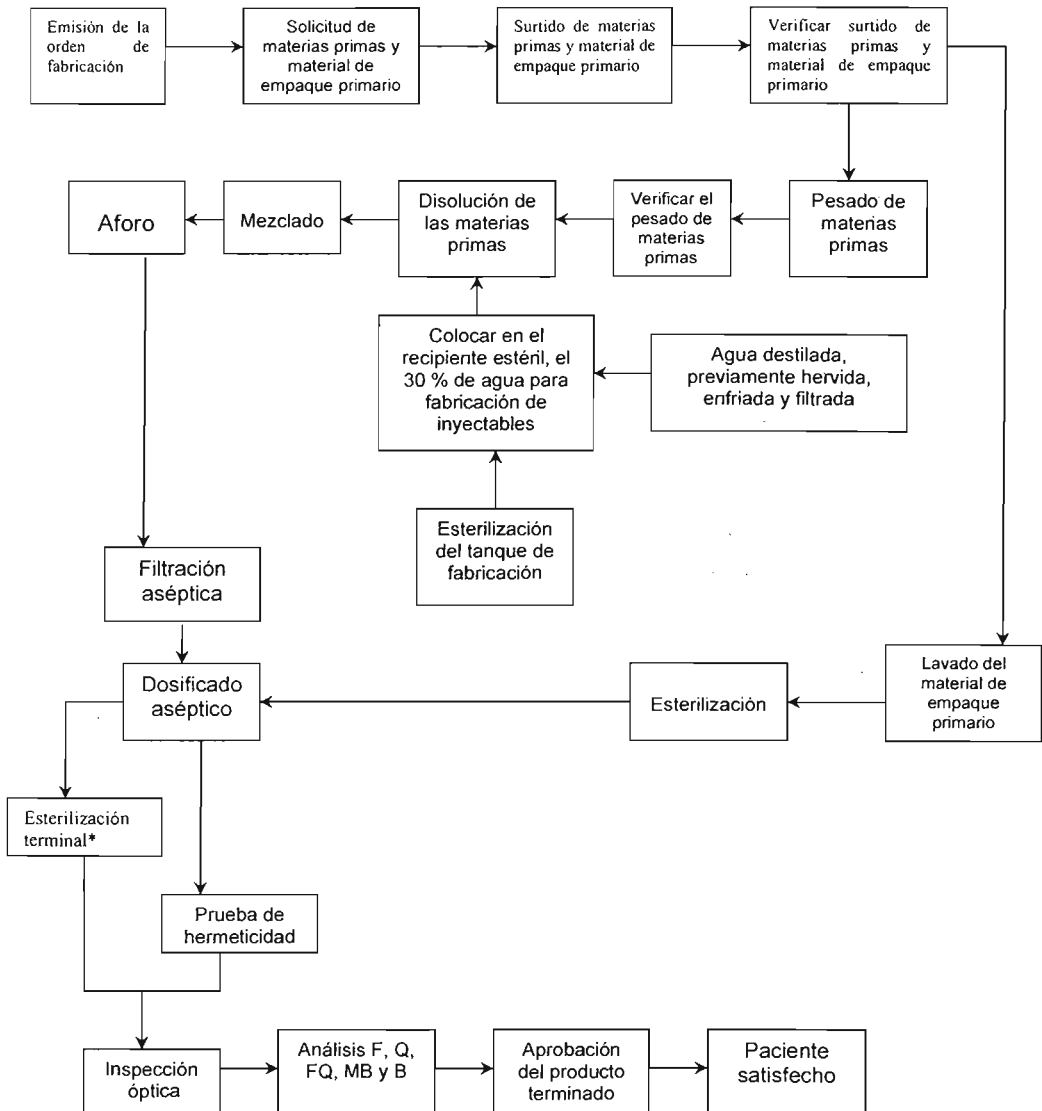 Emisión de la
orden de
fabricación
Solicitud de
materias primas y
material de
empaque primario
Surtido de materias
primas y material de
empaque primario
Verificar surtido de
materias primas y
material de empaque
primario
Aforo
Mezclado
Disolución de
las materias
primas
Verificar el
pesado de
materias
primas
Pesado de
materias
primas
Colocar en el
recipiente estéril, el
30 % de agua para
fabricación de
inyectables
Agua destilada,
previamente hervida,
enfriada y filtrada
Esterilización
del tanque de
fabricación
Filtración
aséptica
Dosificado
aséptico
Esterilización
Lavado del
material de
empaque
primario
Esterilización
terminal*
Prueba de
hermeticidad
Inspección
óptica
Análisis F, Q,
FQ, MB y B
Aprobación
del producto
terminado
Paciente
satisfecho